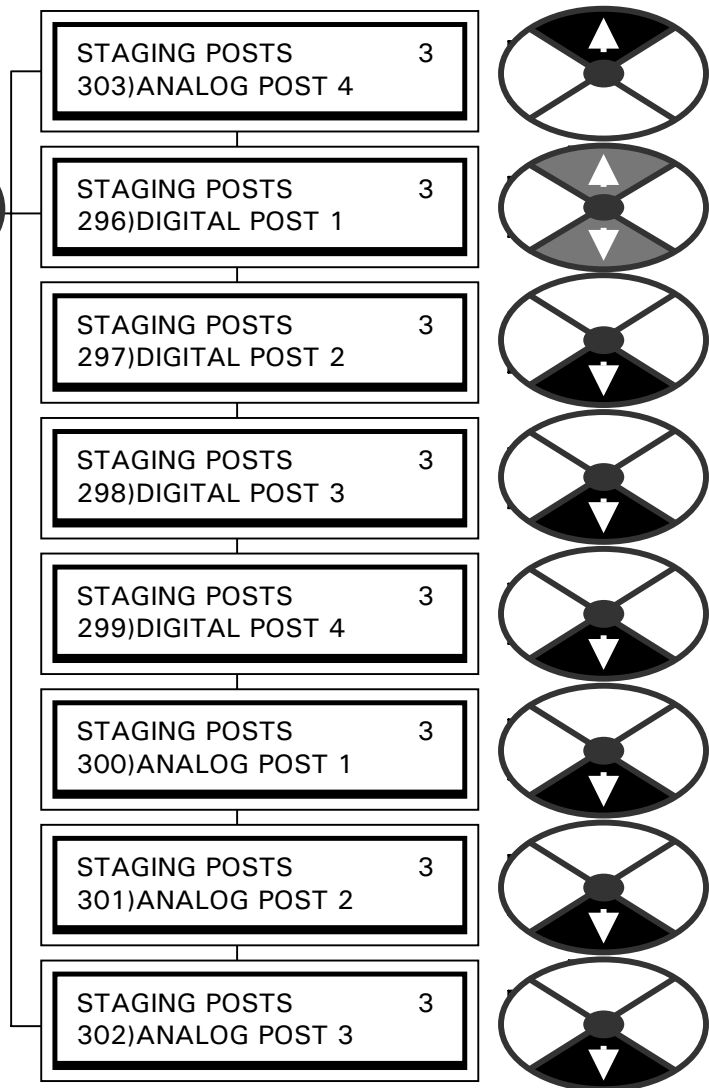 STAGING POSTS 3
303)ANALOG POST 4
STAGING POSTS 3
296)DIGITAL POST 1
STAGING POSTS 3
297)DIGITAL POST 2
STAGING POSTS 3
298)DIGITAL POST 3
STAGING POSTS 3
299)DIGITAL POST 4
STAGING POSTS 3
300)ANALOG POST 1
STAGING POSTS 3
301)ANALOG POST 2
STAGING POSTS 3
302)ANALOG POST 3